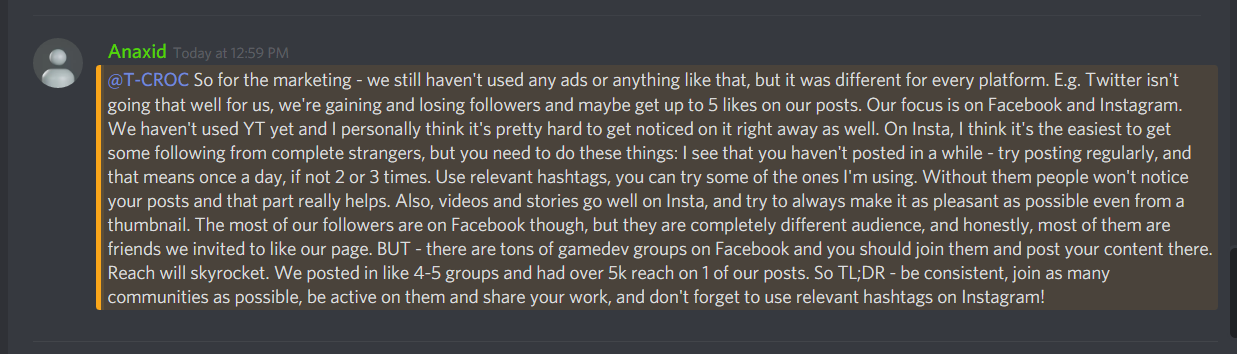 Anaxid Today at 12:59 PM
@T-CROC So for the marketing - we still haven't used any ads or anything like that, but it was different for every platform. E.g. Twitter isn't
going that well for us, we're gaining and losing followers and maybe get up to 5 likes on our posts. Our focus is on Facebook and Instagram.
We haven't used YT yet and I personally think it's pretty hard to get noticed on it right away as well. On Insta, I think it's the easiest to get
some following from complete strangers, but you need to do these things: I see that you haven't posted in a while - try posting regularly, and
that means once a day, if not 2 or 3 times. Use relevant hashtags, you can try some of the ones I'm using. Without them people won't notice
your posts and that part really helps. Also, videos and stories go well on Insta, and try to always make it as pleasant as possible even from a
thumbnail. The most of our followers are on Facebook though, but they are completely different audience, and honestly, most of them are
friends we invited to like our page. BUT - there are tons of gamedev groups on Facebook and you should join them and post your content there.
Reach will skyrocket. We posted in like 4-5 groups and had over 5k reach on 1 of our posts. So TL;DR - be consistent, join as many
communities as possible, be active on them and share your work, and don't forget to use relevant hashtags on Instagram!